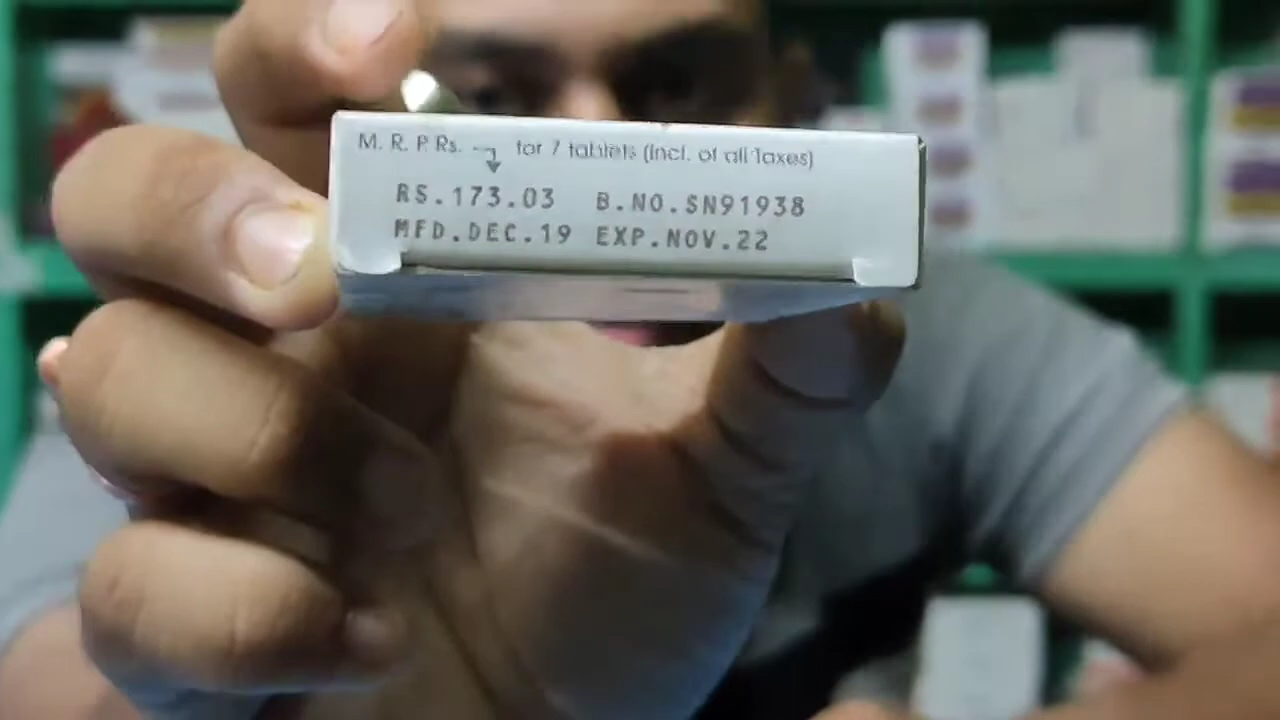 M. R. P. Rs. for 7 tablets (Incl. of all Taxes)
RS.173.03 B.NO.SN91938
MFD.DEC.19 EXP.NOV.22